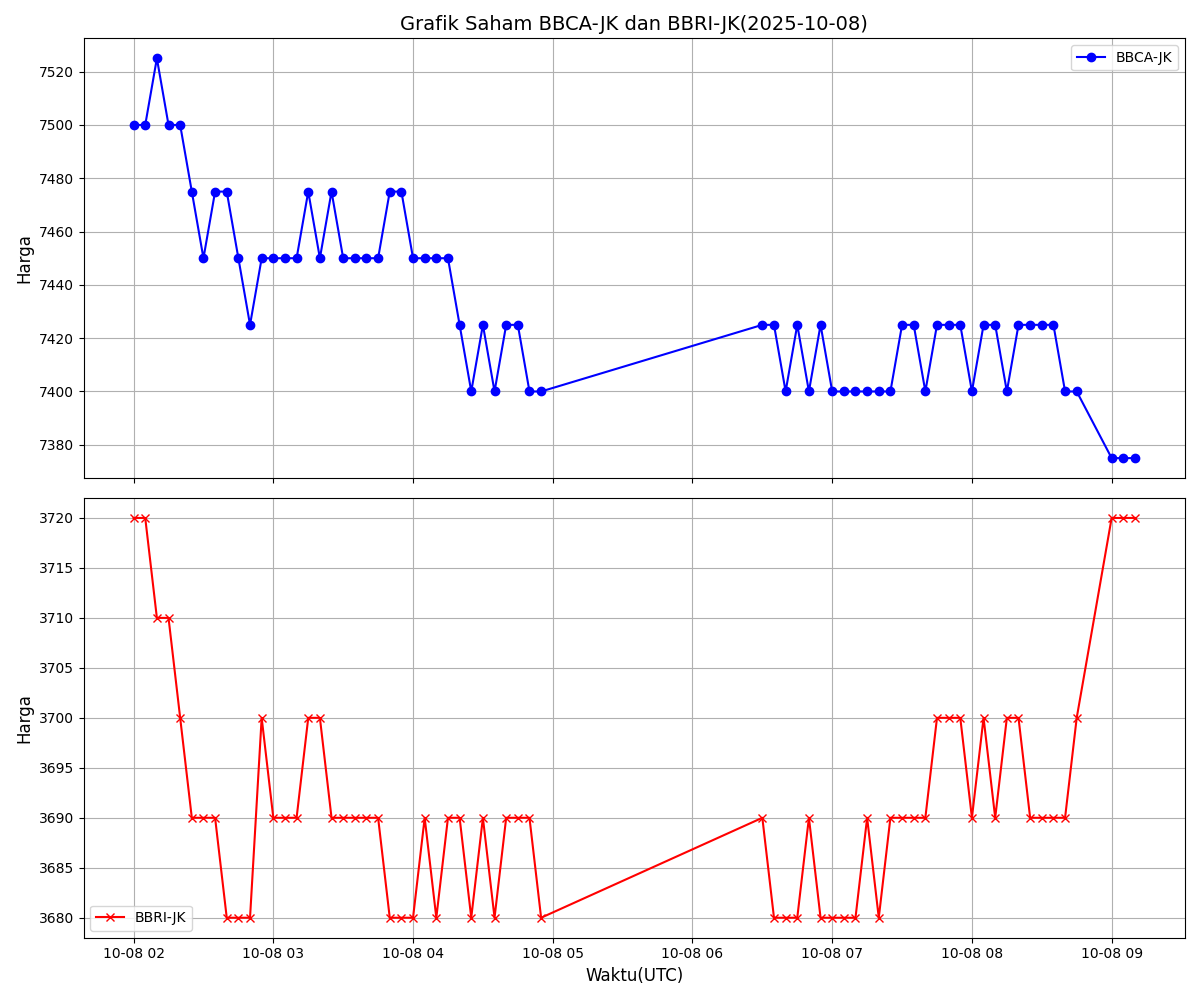 Grafik Saham BBCA-JK dan BBRI-JK(2025-10-08)
BBCA-JK
Harga
7520
7500
7480
7460
7440
7420
7400
7380
Harga
3720
3715
3710
3705
3700
3695
3690
3685
3680
BBRI-JK
10-08 02 10-08 03 10-08 04 10-08 05 10-08 06 10-08 07 10-08 08 10-08 09
Waktu(UTC)